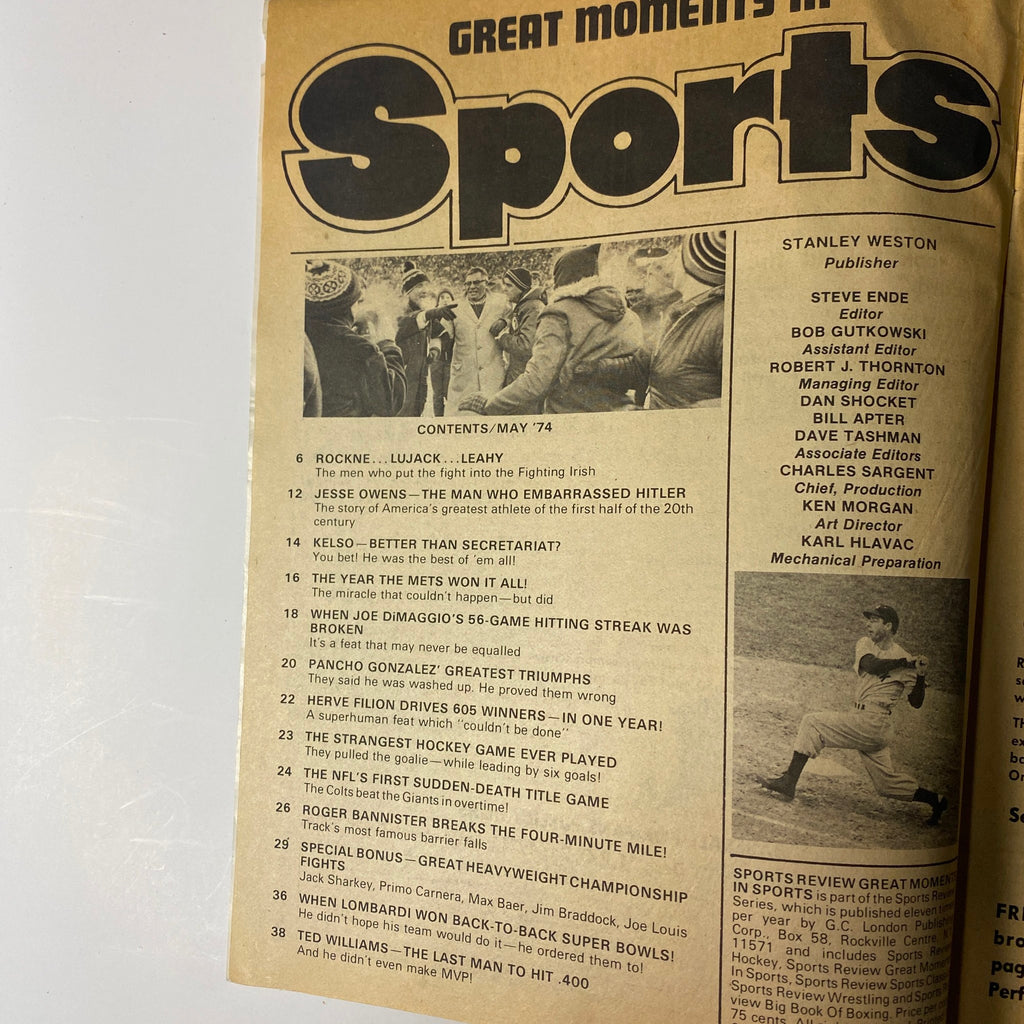 GREAT MOMENTS IN
Sports
CONTENTS/MAY '74
6 ROCKNE...LUJACK...LEAHY
The men who put the fight into the Fighting Irish
12 JESSE OWENS—THE MAN WHO EMBARRASSED HITLER
The story of America's greatest athlete of the first half of the 20th
century
14 KELSO—BETTER THAN SECRETARIAT?
You bet! He was the best of 'em all!
16 THE YEAR THE METS WON IT ALL!
The miracle that couldn't happen—but did
18 WHEN JOE DiMAGGIO'S 56-GAME HITTING STREAK WAS
BROKEN
It's a feat that may never be equalled
20 PANCHO GONZALEZ' GREATEST TRIUMPHS
They said he was washed up. He proved them wrong
22 HERVE FILION DRIVES 605 WINNERS—IN ONE YEAR!
A superhuman feat which "couldn't be done"
23 THE STRANGEST HOCKEY GAME EVER PLAYED
They pulled the goalie—while leading by six goals!
24 THE NFL'S FIRST SUDDEN-DEATH TITLE GAME
The Colts beat the Giants in overtime!
26 ROGER BANNISTER BREAKS THE FOUR-MINUTE MILE!
Track's most famous barrier falls
29 SPECIAL BONUS—GREAT HEAVYWEIGHT CHAMPIONSHIP
FIGHTS
Jack Sharkey, Primo Carnera, Max Baer, Jim Braddock, Joe Louis
36 WHEN LOMBARDI WON BACK-TO-BACK SUPER BOWLS!
He didn't hope his team would do it—he ordered them to!
38 TED WILLIAMS—THE LAST MAN TO HIT .400
And he didn't even make MVP!
STANLEY WESTON
Publisher
STEVE ENDE
Editor
BOB GUTKOWSKI
Assistant Editor
ROBERT J. THORNTON
Managing Editor
DAN SHOCKET
BILL APTER
DAVE TASHMAN
Associate Editors
CHARLES SARGENT
Chief, Production
KEN MORGAN
Art Director
KARL HLAVAC
Mechanical Preparation
SPORTS REVIEW GREAT MOMENT
IN SPORTS is part of the Sports Rev
Series, which is published eleven
per year by G.C. London Publish
Corp., Box 58, Rockville Centre,
11571 and includes Sports Rev
Hockey, Sports Review Great Mome
In Sports, Sports Review Sports Clas
Sports Review Wrestling and Sports
view Big Book Of Boxing. Price per
75 cents.